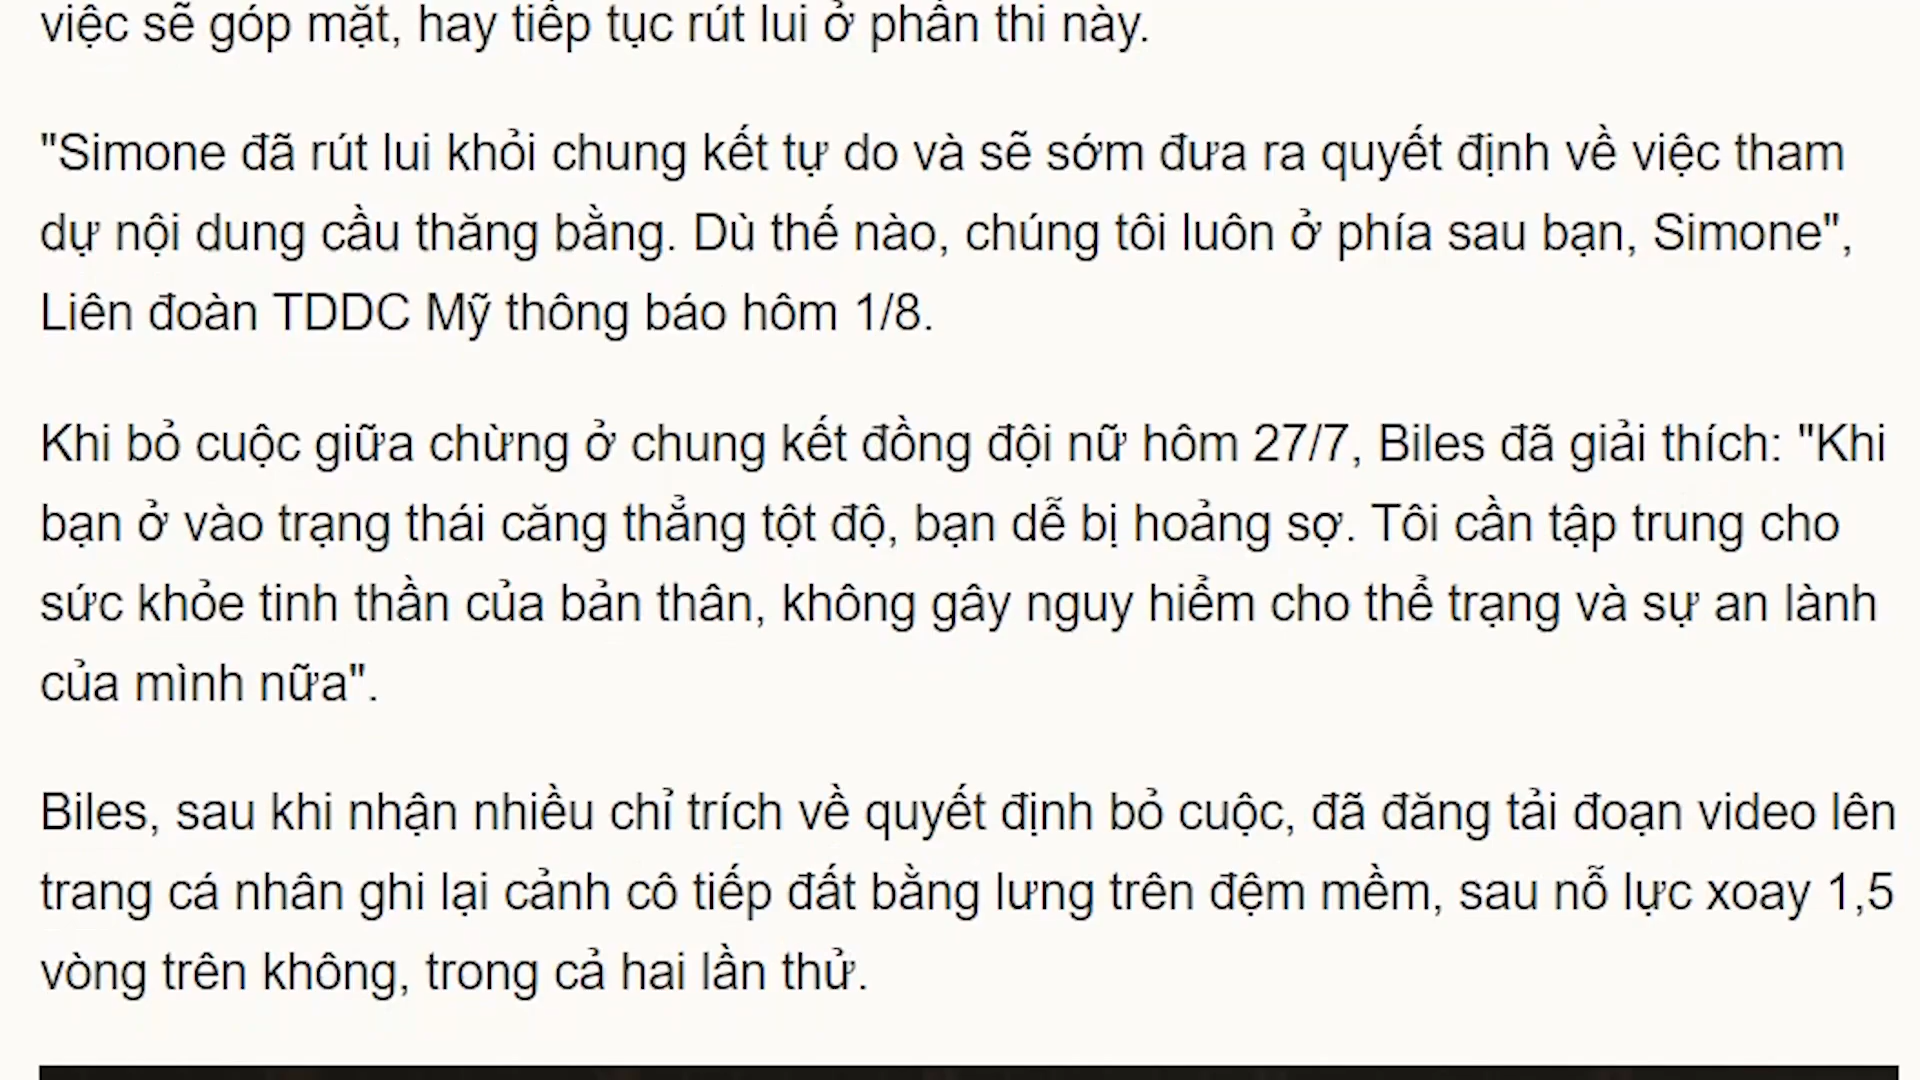 việc sẽ góp mặt, hay tiếp tục rút lui ở phần thi này.
"Simone đã rút lui khỏi chung kết tự do và sẽ sớm đưa ra quyết định về việc tham
dự nội dung cầu thăng bằng. Dù thế nào, chúng tôi luôn ở phía sau bạn, Simone",
Liên đoàn TDDC Mỹ thông báo hôm 1/8.
Khi bỏ cuộc giữa chừng ở chung kết đồng đội nữ hôm 27/7, Biles đã giải thích: "Khi
bạn ở vào trạng thái căng thẳng tột độ, bạn dễ bị hoảng sợ. Tôi cần tập trung cho
sức khỏe tinh thần của bản thân, không gây nguy hiểm cho thể trạng và sự an lành
của mình nữa".
Biles, sau khi nhận nhiều chỉ trích về quyết định bỏ cuộc, đã đăng tải đoạn video lên
trang cá nhân ghi lại cảnh cô tiếp đất bằng lưng trên đệm mềm, sau nỗ lực xoay 1,5
vòng trên không, trong cả hai lần thử.